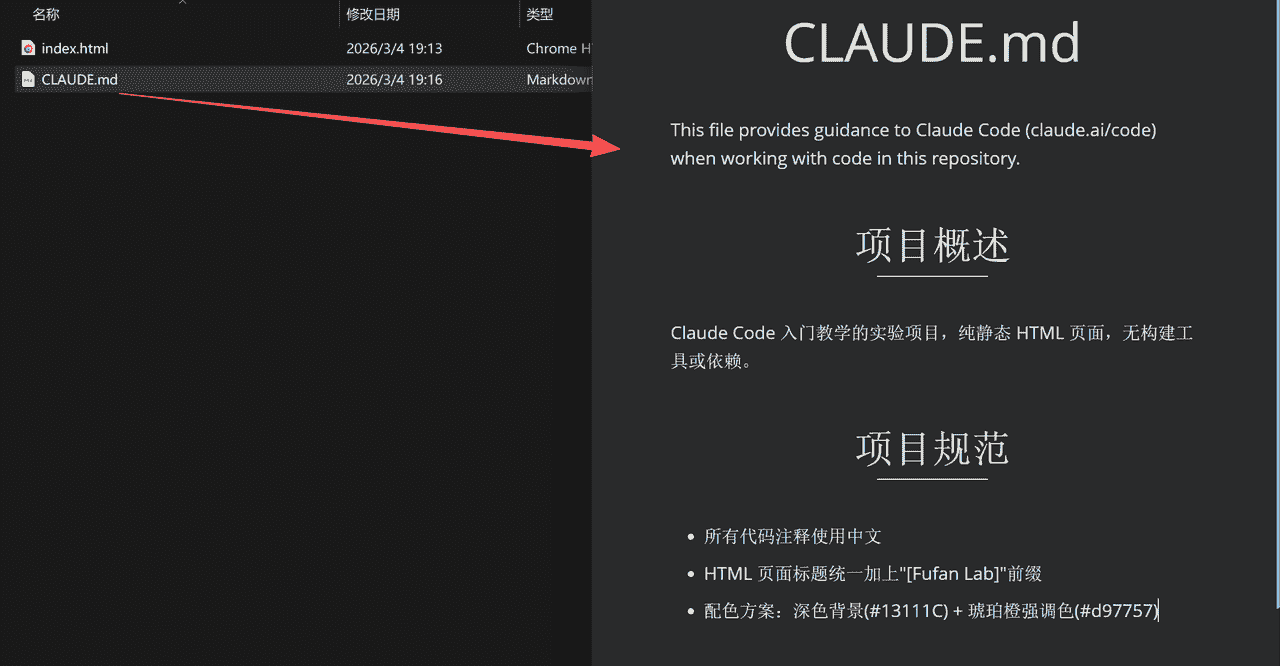 名称 修改日期 类型
index.html 2026/3/4 19:13 Chrome H
CLAUDE.md 2026/3/4 19:16 Markdown
CLAUDE.md
This file provides guidance to Claude Code (claude.ai/code)
when working with code in this repository.
项目概述
Claude Code 入门教学的实验项目，纯静态 HTML 页面，无构建工
具或依赖。
项目规范
• 所有代码注释使用中文
• HTML 页面标题统一加上"[Fufan Lab]"前缀
• 配色方案：深色背景(#13111C) + 琥珀橙强调色(#d97757)